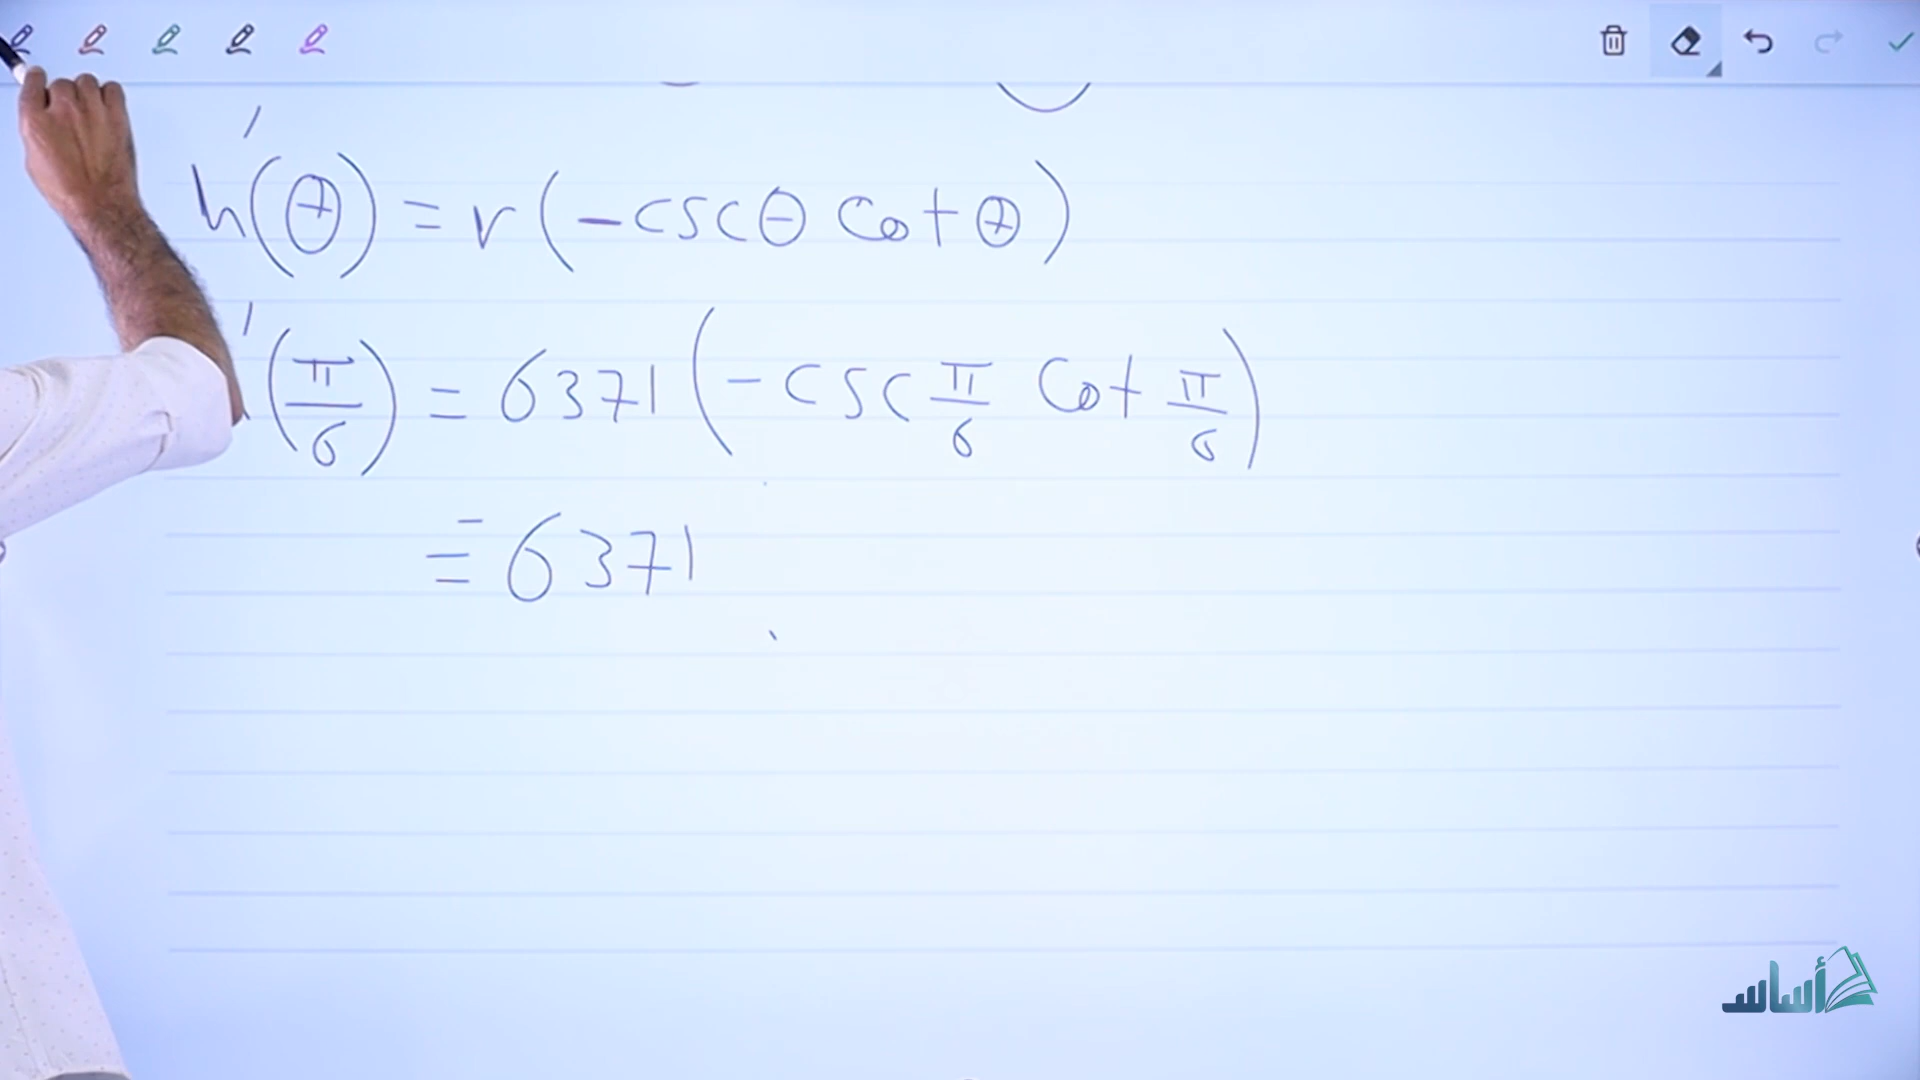 h'(θ) = r(-cscθ cotθ)
'(π/6) = 6371(-csc π/6 cot π/6)
= 6371
أساس